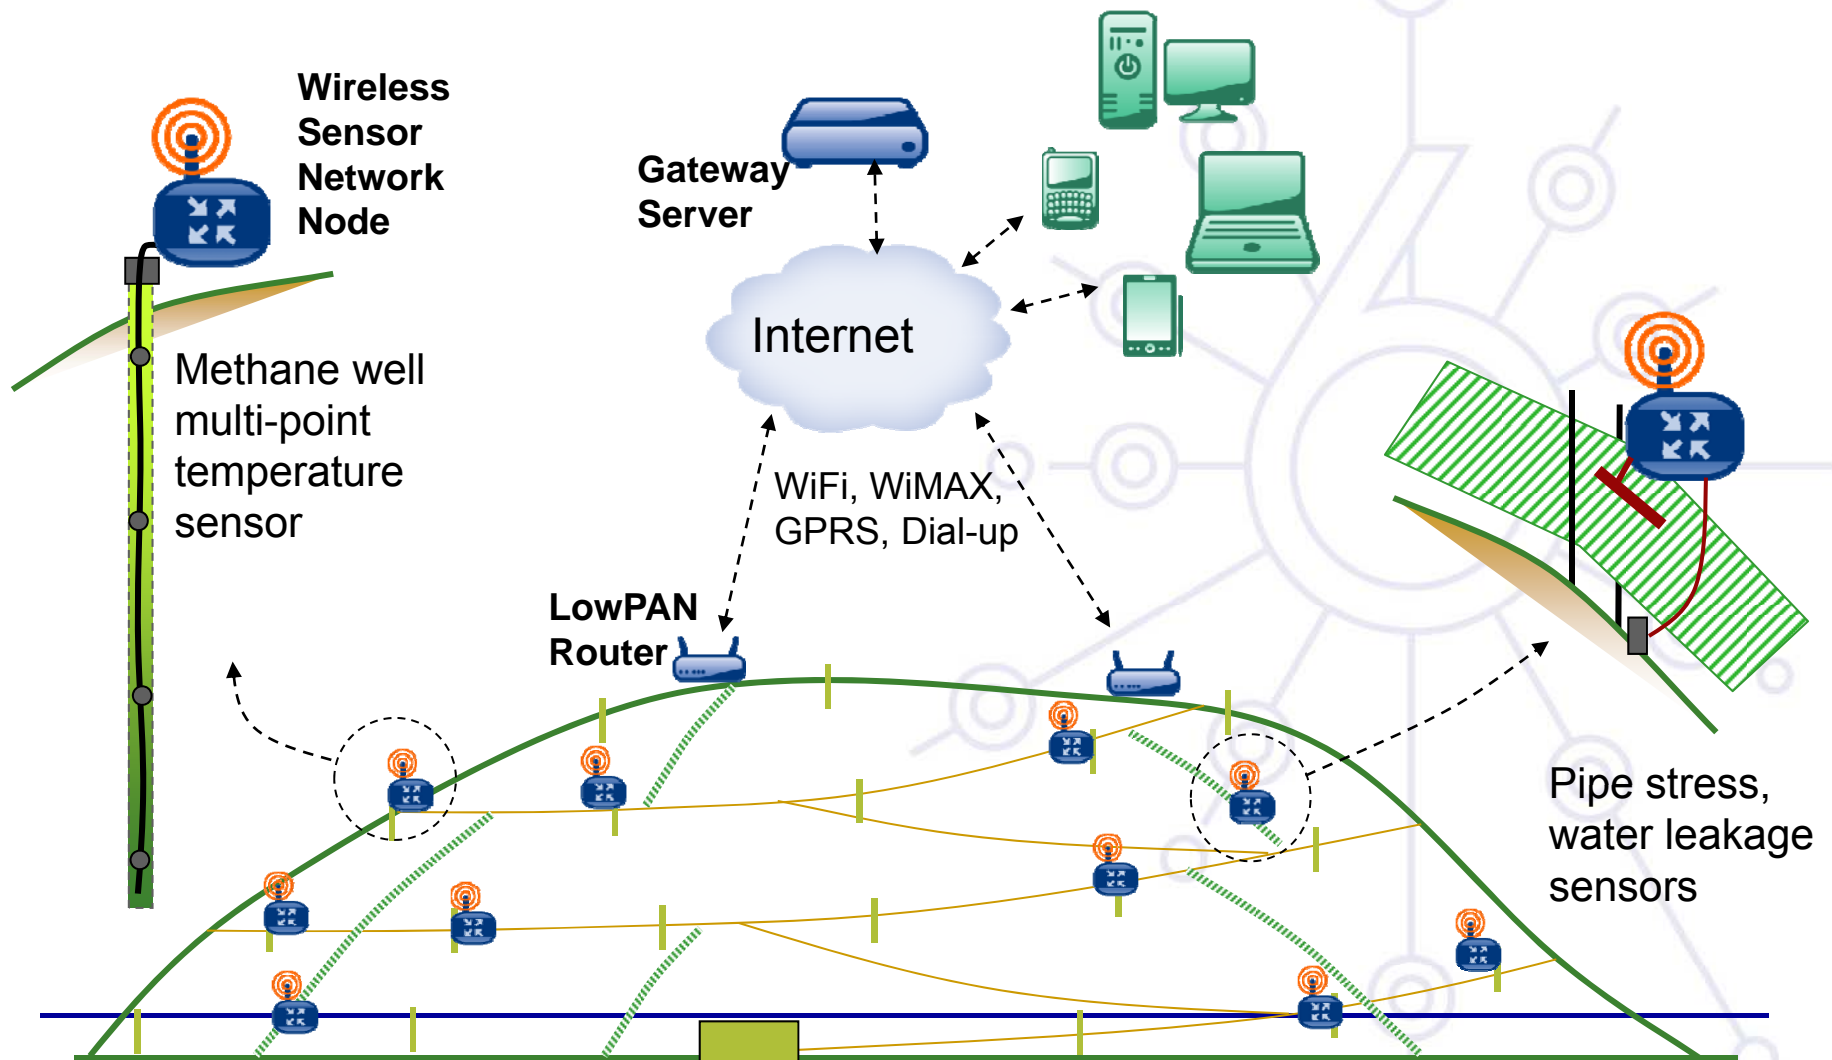 Wireless
Sensor
Network
Node
Gateway
Server
Internet
Methane well
multi-point
temperature
sensor
WiFi, WiMAX,
GPRS, Dial-up
LowPAN
Router
Pipe stress,
water leakage
sensors